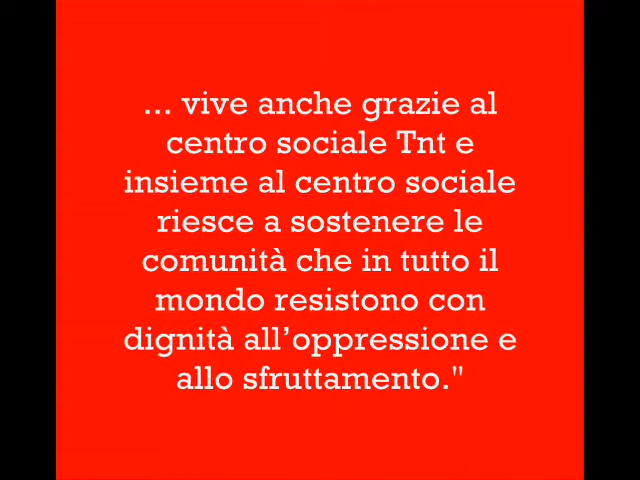 ... vive anche grazie al
centro sociale Tnt e
insieme al centro sociale
riesce a sostenere le
comunità che in tutto il
mondo resistono con
dignità all’oppressione e
allo sfruttamento."